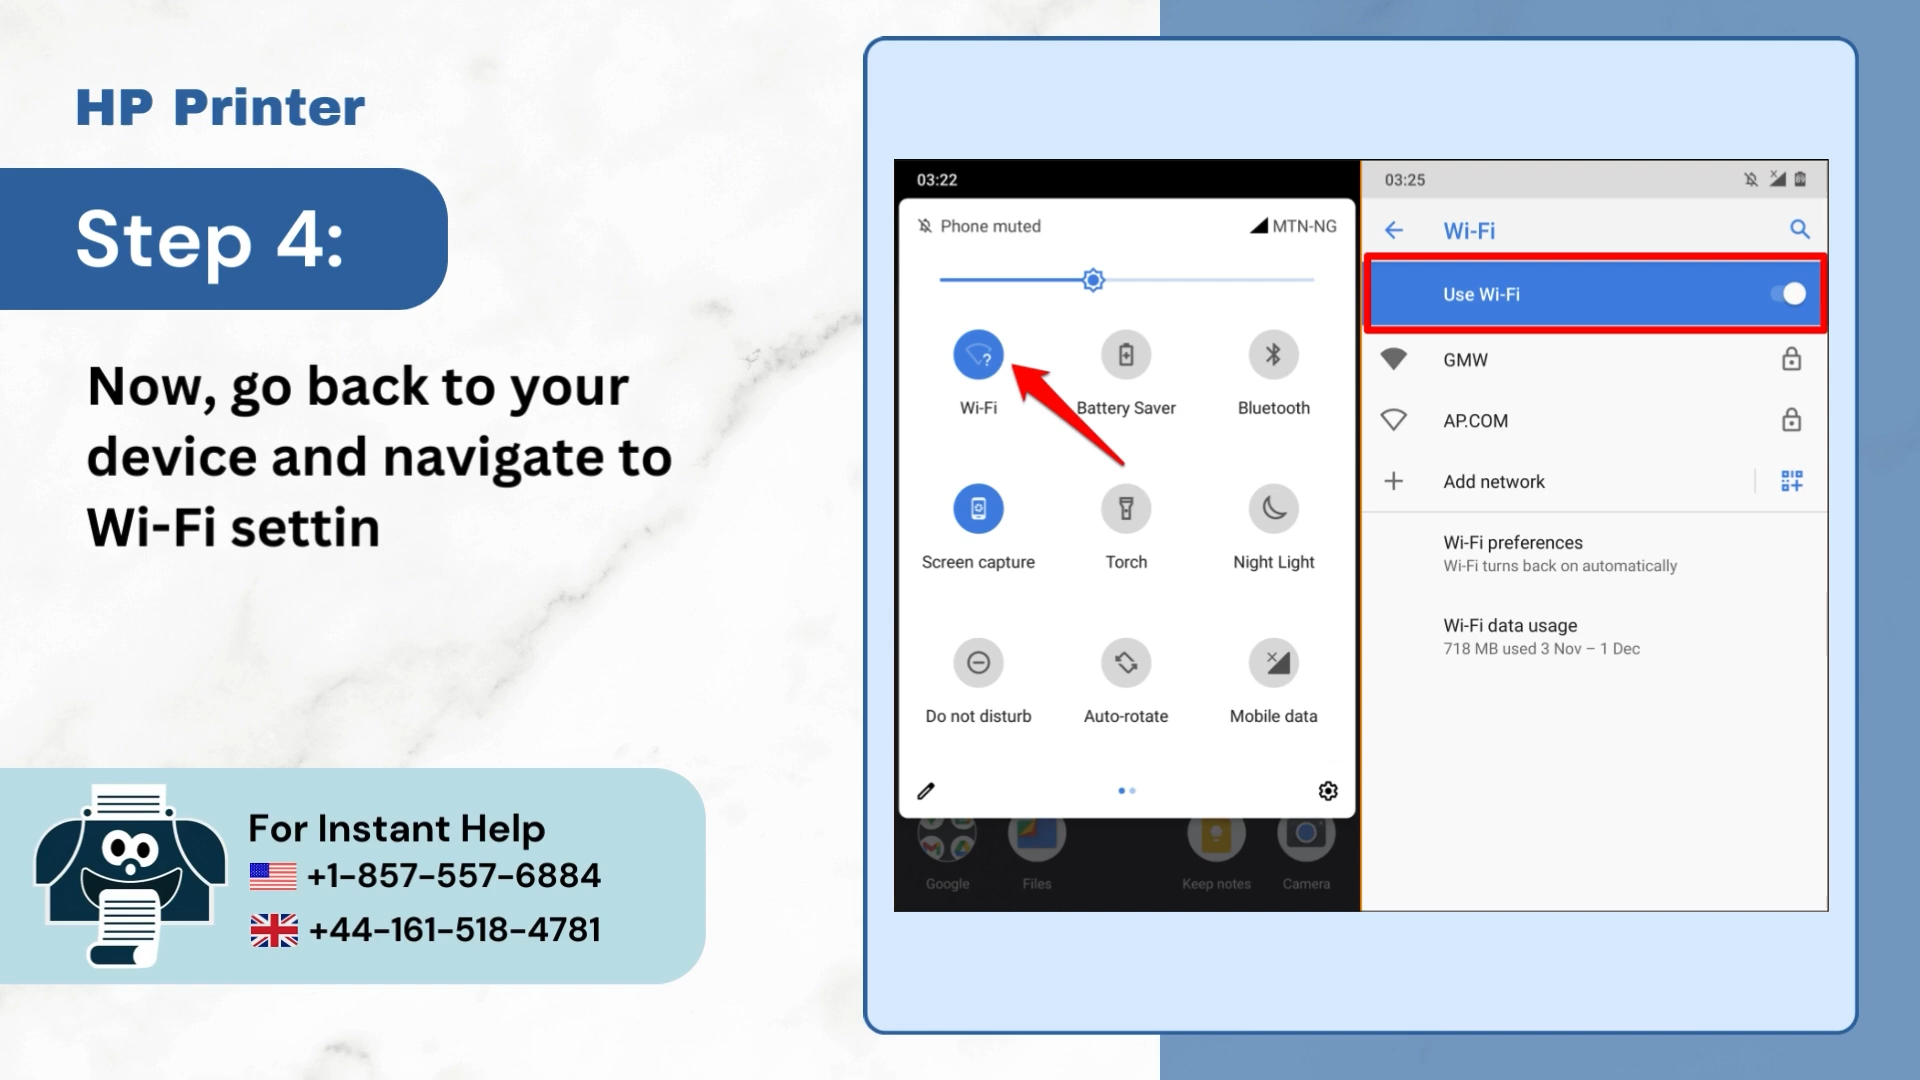 HP Printer
Step 4:
Now, go back to your
device and navigate to
Wi-Fi settin
For Instant Help
+1-857-557-6884
+44-161-518-4781
03:22
Phone muted
MTN-NG
Wi-Fi
Battery Saver
Bluetooth
Screen capture
Torch
Night Light
Do not disturb
Auto-rotate
Mobile data
Google
Files
Keep notes
Camera
03:25
Wi-Fi
Use Wi-Fi
GMW
AP.COM
Add network
Wi-Fi preferences
Wi-Fi turns back on automatically
Wi-Fi data usage
718 MB used 3 Nov – 1 Dec